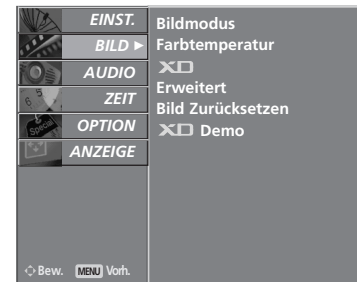 EINST.
BILD ►
AUDIO
ZEIT
OPTION
ANZEIGE
Bew. MENU Vorh.
Bildmodus
Farbtemperatur
XD
Erweitert
Bild Zurücksetzen
XD Demo